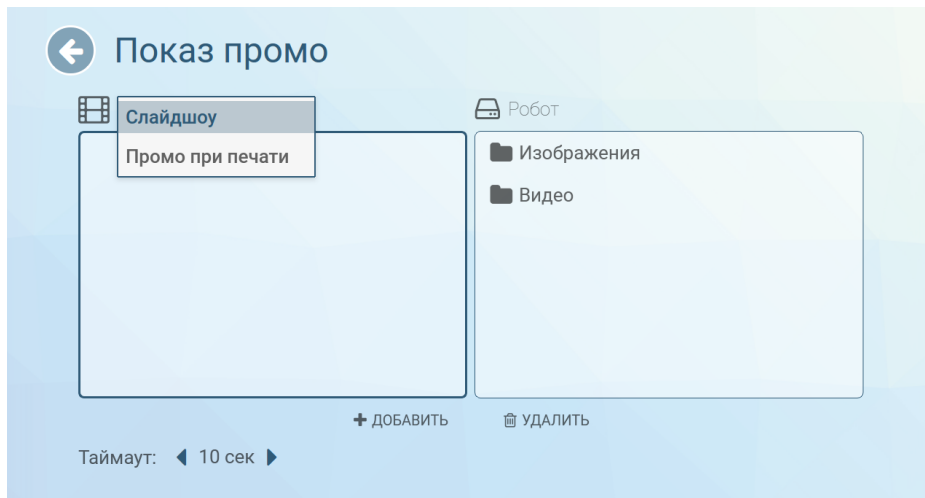 Показ промо
Слайдшоу
Промо при печати
Робот
Изображения
Видео
ДОБАВИТЬ
УДАЛИТЬ
Таймаут: 10 сек